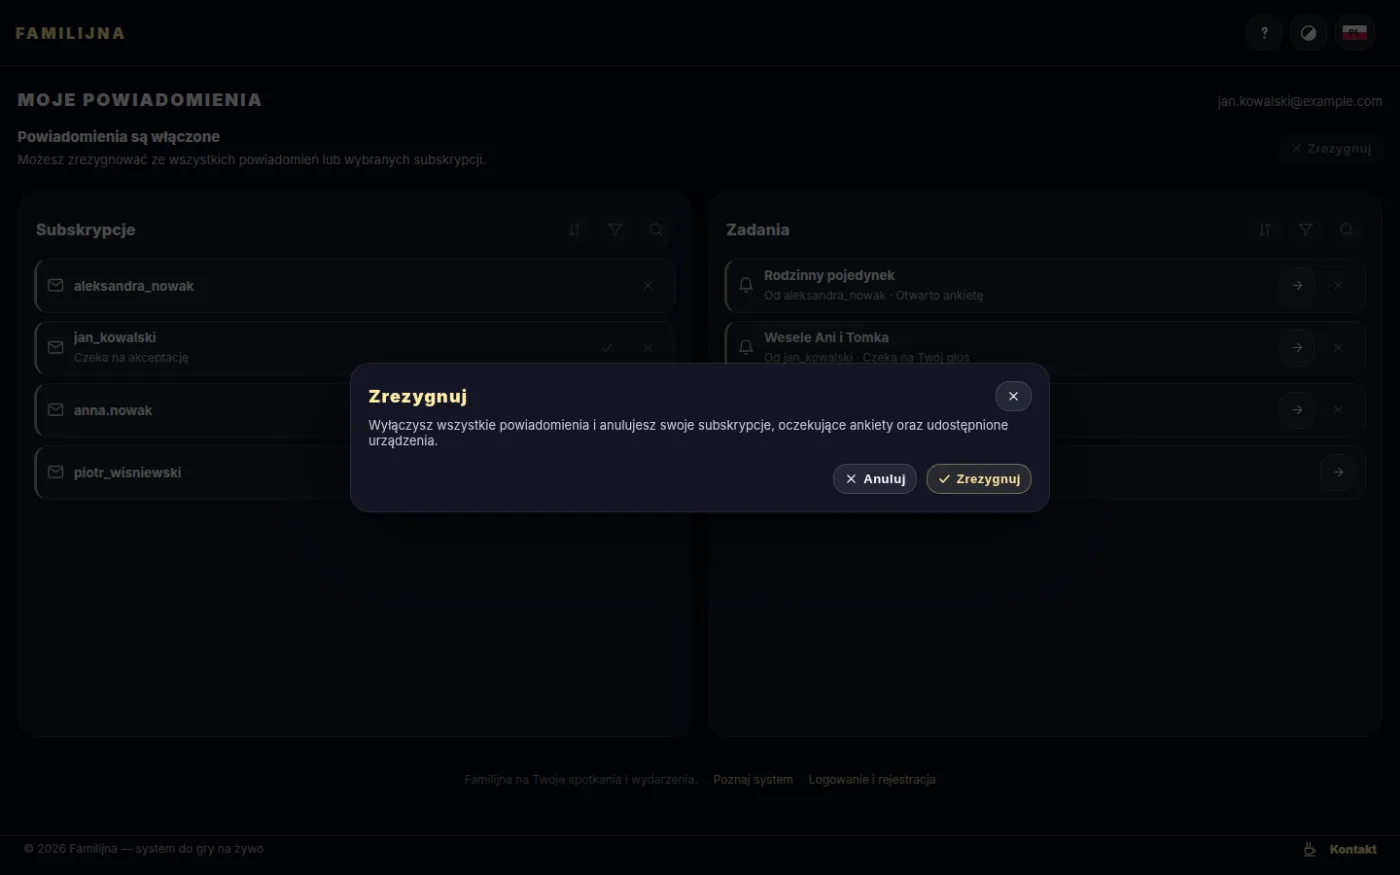 FAMILIJNA
?
PL
MOJE POWIADOMIENIA
jan.kowalski@example.com
Powiadomienia są włączone
Możesz zrezygnować ze wszystkich powiadomień lub wybranych subskrypcji.
Zrezygnuj
Subskrypcje
aleksandra_nowak
jan_kowalski
Czeka na akceptację
anna.nowak
piotr_wisniewski
Zadania
Rodzinny pojedynek
Od aleksandra_nowak · Otwarto ankietę
Wesele Ani i Tomka
Od jan_kowalski · Czeka na Twój głos
Zrezygnuj
Wyłączysz wszystkie powiadomienia i anulujesz swoje subskrypcje, oczekujące ankiety oraz udostępnione
urządzenia.
Anuluj
Zrezygnuj
Familijna na Twoje spotkania i wydarzenia. Poznaj system Logowanie i rejestracja
© 2026 Familijna — system do gry na żywo
Kontakt